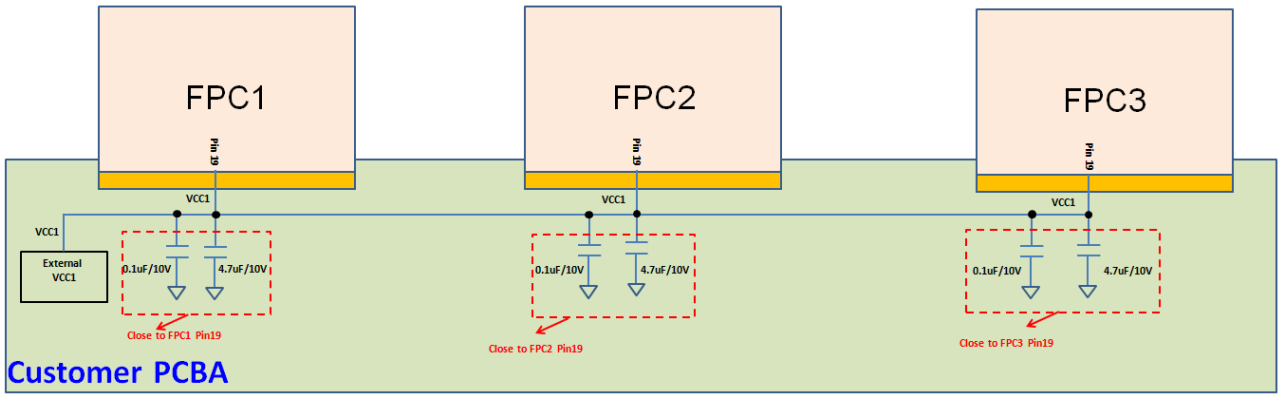 FPC1
FPC2
FPC3
Pin 19
Pin 19
Pin 19
VCC1
VCC1
VCC1
VCC1
External
VCC1
0.1uF/10V
4.7uF/10V
0.1uF/10V
4.7uF/10V
0.1uF/10V
4.7uF/10V
Close to FPC1 Pin19
Close to FPC2 Pin19
Close to FPC3 Pin19
Customer PCBA